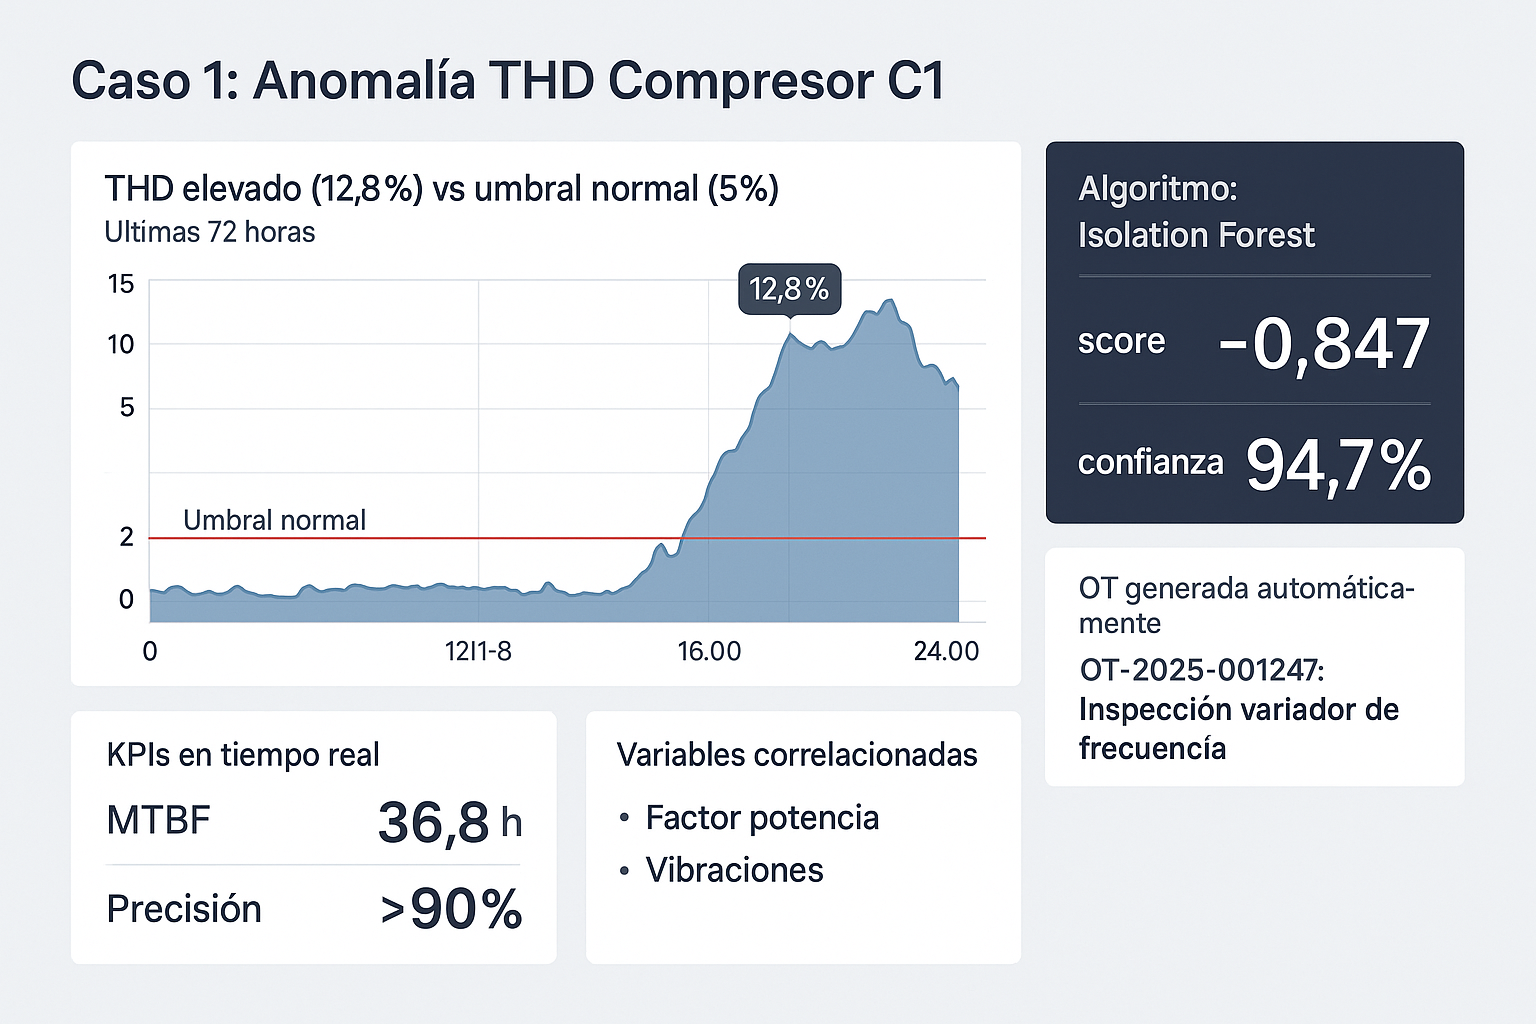 Caso 1: Anomalía THD Compresor C1
THD elevado (12,8%) vs umbral normal (5%)
Ultimas 72 horas
12,8%
15
10
5
Umbral normal
2
0
0
12I1-8
16.00
24.00
Algoritmo:
Isolation Forest
score -0,847
confianza 94,7%
OT generada automática-
mente
OT-2025-001247:
Inspección variador de
frecuencía
KPIs en tiempo real
MTBF 36,8 h
Precisión >90%
Variables correlacionadas
• Factor potencia
• Vibraciones